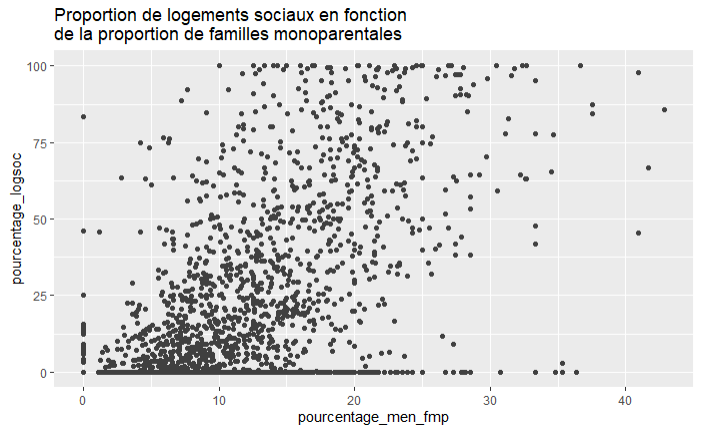 Proportion de logements sociaux en fonction
de la proportion de familles monoparentales
100
75
50
25
0
pourcentage_logsoc
0
10
20
30
40
pourcentage_men_fmp